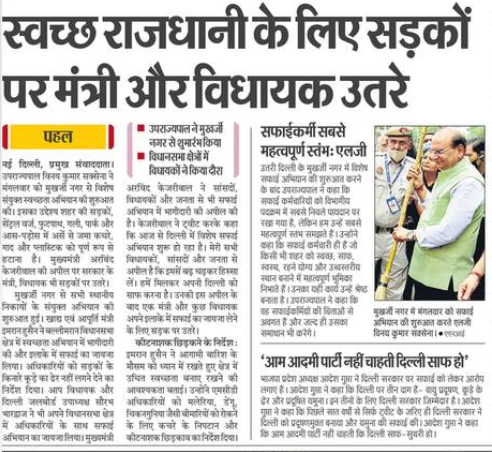 स्वच्छ राजधानी के लिए सड़कों
पर मंत्री और विधायक उतरे
पहल
नई दिल्ली, प्रमुख संवाददाता।
उपराज्यपाल विनय कुमार सक्सेना ने
मंगलवार को मुखर्जी नगर से विशेष
संयुक्त स्वच्छता अभियान की शुरुआत
की। इसका उद्देश्य शहर की सड़कों,
सेंट्रल वर्ज, फुटपाथ, गली, पार्क और
आस-पड़ोस में अर्से से जमा कचरे,
गाद और प्लास्टिक को पूर्ण रूप से
हटाना है। मुख्यमंत्री अरविंद
केजरीवाल की अपील पर सरकार के
मंत्री, विधायक भी सड़कों पर उतरे।
मुखर्जी नगर से सभी स्थानीय
निकायों के संयुक्त अभियान की
शुरुआत हुई। खाद्य एवं आपूर्ति मंत्री
इमरान हुसैन ने बल्लीमारान विधानसभा
क्षेत्र में स्वच्छता अभियान में भागीदारी
की और इलाके में सफाई का जायजा
लिया। अधिकारियों को सड़कों के
किनारे कूड़े का ढेर नहीं लगने देने का
निर्देश दिया। आप विधायक और
दिल्ली जलबोर्ड उपाध्यक्ष सौरभ
भारद्वाज ने भी अपने विधानसभा क्षेत्र
में अधिकारियों के साथ सफाई
अभियान का जायजा लिया। मुख्यमंत्री
उपराज्यपाल ने मुखर्जी
नगर से शुभारंभ किया
विधानसभा क्षेत्रों में
विधायकों ने किया दौरा
अरविंद केजरीवाल ने सांसदों,
विधायकों और जनता से भी सफाई
अभियान में भागीदारी की अपील की
है। केजरीवाल ने ट्वीट करके कहा
कि आज से दिल्ली में विशेष सफाई
अभियान शुरू हो रहा है। मेरी सभी
विधायकों, सांसदों और जनता से
अपील है कि इसमें बढ़ चढ़कर हिस्सा
लें। हमें मिलकर अपनी दिल्ली को
साफ करना है। उनकी इस अपील के
बाद एक मंत्री और कुछ विधायक
अपने इलाके में सफाई का जायजा लेने
के लिए सड़क पर उतरे।
कीटनाशक छिड़कने के निर्देश :
इमरान हुसैन ने आगामी बारिश के
मौसम को ध्यान में रखते हुए क्षेत्र में
उचित स्वच्छता बनाए रखने की
आवश्यकता बताई। उन्होंने एमसीडी
अधिकारियों को मलेरिया, डेंगू,
चिकनगुनिया जैसी बीमारियों को रोकने
के लिए कचरे के निपटान और
कीटनाशक छिड़काव का निर्देश दिया।
सफाईकर्मी सबसे
महत्वपूर्ण स्तंभ: एलजी
उत्तरी दिल्ली के मुखर्जी नगर में विशेष
सफाई अभियान की शुरुआत करने
के बाद उपराज्यपाल ने कहा कि
सफाई कर्मचारियों को विभागीय
पदक्रम में सबसे निचले पायदान पर
रखा गया है, लेकिन हम उन्हें सबसे
महत्वपूर्ण स्तंभ समझते हैं। उन्होंने
कहा कि सफाई कर्मचारी ही हैं जो
किसी भी शहर को स्वच्छ, साफ,
स्वस्थ, रहने योग्य और उच्चस्तरीय
स्थान बनाने में महत्वपूर्ण भूमिका
निभाते हैं। उनका यही कार्य उन्हें श्रेष्ठ
बनाता है। उपराज्यपाल ने कहा कि
वह सफाईकर्मियों की चिंताओं से
अवगत हैं और जल्द ही उसका
समाधान भी करेंगे।
मुखर्जी नगर में मंगलवार को सफाई
अभियान की शुरुआत करते एलजी
विनय कुमार सक्सेना। ● एएनआई
'आम आदमी पार्टी नहीं चाहती दिल्ली साफ हो'
भाजपा प्रदेश अध्यक्ष आदेश गुप्ता ने दिल्ली सरकार पर सफाई को लेकर आरोप
लगाए हैं। आदेश गुप्ता ने कहा कि दिल्ली पर तीन दाग हैं- वायु प्रदूषण, कूड़े के
ढेर और प्रदूषित यमुना। इन तीनों के लिए दिल्ली सरकार जिम्मेदार है। आदेश
गुप्ता ने कहा कि पिछले सात वर्षों से सिर्फ ट्वीट के जरिए ही दिल्ली सरकार ने
दिल्ली को प्रदूषणमुक्त बनाया और यमुना की सफाई की। आदेश गुप्ता ने कहा
कि आम आदमी पार्टी नहीं चाहती कि दिल्ली साफ-सुथरी हो।